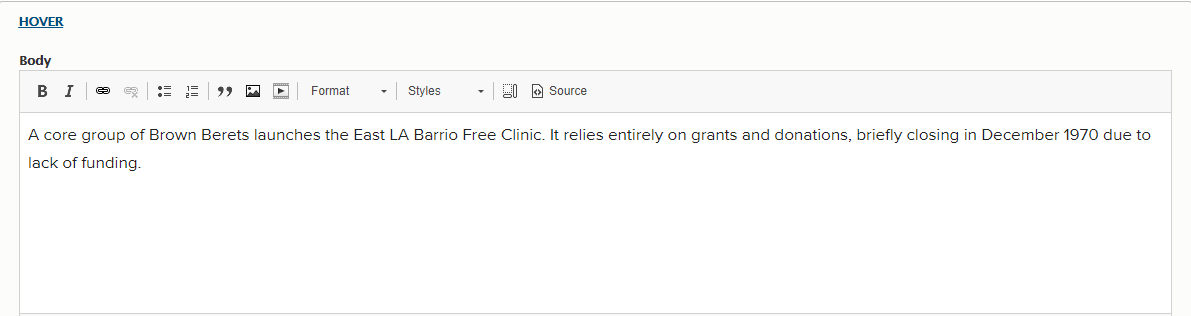 HOVER
Body
B I Format Styles Source
A core group of Brown Berets launches the East LA Barrio Free Clinic. It relies entirely on grants and donations, briefly closing in December 1970 due to
lack of funding.